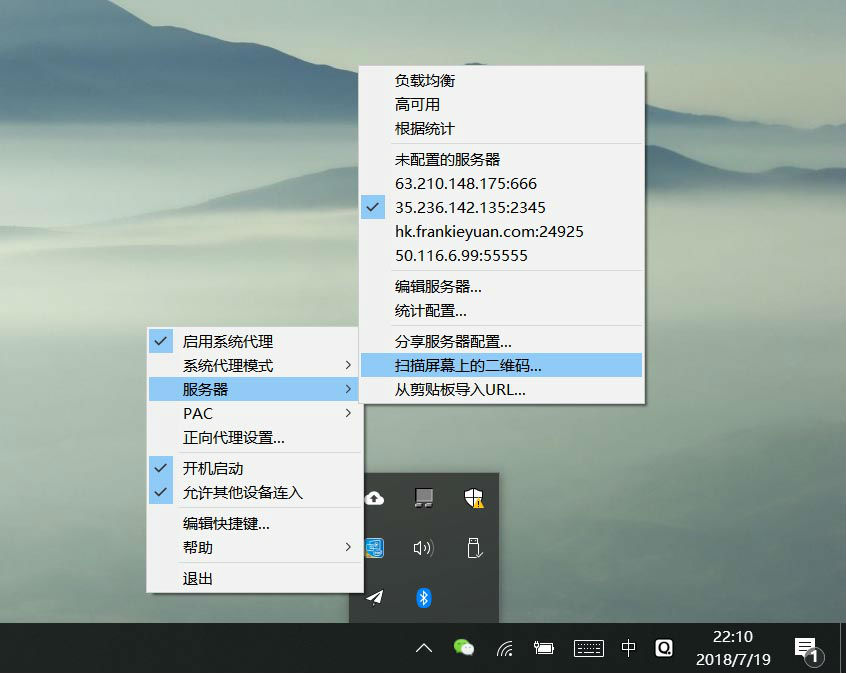 负载均衡
高可用
根据统计
未配置的服务器
63.210.148.175:666
35.236.142.135:2345
hk.frankieyuan.com:24925
50.116.6.99:55555
编辑服务器...
统计配置...
分享服务器配置...
扫描屏幕上的二维码...
从剪贴板导入URL...
启用系统代理
系统代理模式
服务器
PAC
正向代理设置...
开机启动
允许其他设备连入
编辑快捷键...
帮助
退出
中
Q
22:10
2018/7/19
1